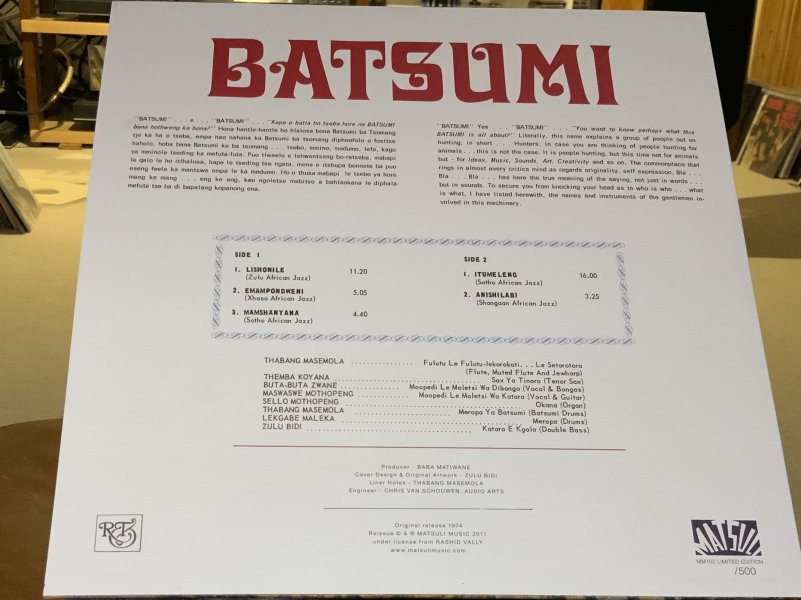 BATSUMI
"BATSUMI" . . . e . . . "BATSUMI" . . . "Kapa o batla ho tseba hore na BATSUMI
bana hothweng ka bona?" Hona hantle-hantle ho hlalosa bona Batsumi ba Tsomang
tje ka ha o tseba, empa hao nahana ka Batsumi ba tsomang diphoofolo o fositse
haholo, hobe bana Batsumi ke ba tsomang . . . tsebo, mmino, medumo, lefa, kago
ya mminole tseding ka mefuta-futa. Puo tlwaelo e tshwentseng bo-ratseba, mabapi
le qalo le ho itlhalosa, hape le tseding tse ngata, mona e itshupa bonnete ba puo
eseng feela ka mantswe empa le ka medumo. Ho o thusa mabapi le tsebo ya hore
mang ke mang . . . eng ke eng, keo ngoletse mabitso a bahlankana le diphala-
mefuta tse ba di bapalang kopanong ena.
"BATSUMI" Yes . . . "BATSUMI" . . . "You want to know perhaps what this
BATSUMI is all about?" Literally, this name explains a group of people out on
hunting, in short . . . Hunters. In case you are thinking of people hunting for
animals . . . this is not the case. It is people hunting, but this time not for animals
but - for Ideas, Music, Sounds, Art, Creativity and so on. The commonplace that
rings in almost every critics mind as regards originality, self expression, Bla . . .
Bla . . . Bla . . . has here the true meaning of the saying, not just in words . . .
but in sounds. To secure you from knocking your head as to who is who . . . what
is what, I have listed herewith, the names and instruments of the gentlemen in-
volved in this machinery.
SIDE 1
1. LISHONILE 11.20
(Zulu African Jazz)
2. EMAMPONDWENI 5.05
(Xhosa African Jazz)
3. MAMSHANYANA 4.40
(Sotho African Jazz)
SIDE 2
1. ITUMELENG 16.00
(Sotho African Jazz)
2. ANISHILABI 3.25
(Shangaan African Jazz)
THABANG MASEMOLA .................. Fulutu Le Fulutu-lekorokoti. . . Le Setorotoro
(Flute, Muted Flute And Jewharp)
THEMBA KOYANA .................. Sax Ya Tinoro (Tenor Sax)
BUTA-BUTA ZWANE .................. Moopedi Le Moletsi Wa Dibongo (Vocal & Bongos)
MASWASWE MOTHOPENG .................. Moopedi Le Moletsi Wa Katara (Vocal & Guitar)
SELLO MOTHOPENG .................. Okana (Organ)
THABANG MASEMOLA .................. Meropa Ya Batsumi (Batsumi Drums)
LEKGABE MALEKA .................. Meropa (Drums)
ZULU BIDI .................. Katara E Kgolo (Double Bass)
Producer - BABA MATIWANE
Cover Design & Original Artwork - ZULU BIDI
Liner Notes - THABANG MASEMOLA
Engineer - CHRIS VAN SCHOUWEN, AUDIO ARTS
Original release 1974
Reissue © & ℗ MATSULI MUSIC 2011
under license from RASHID VALLY
www.matsulimusic.com
MATSULI
MM102 LIMITED EDITION
/500